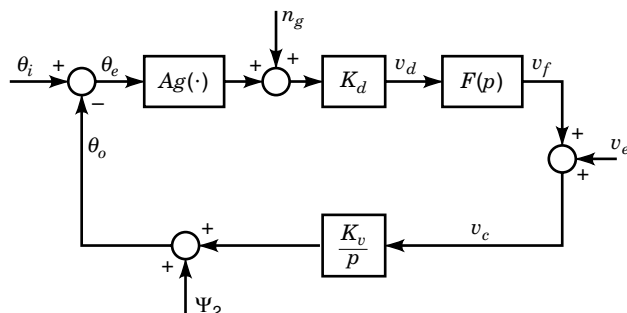 n_g
θ_i + θ_e Ag(·) + + K_d v_d F(p) v_f
−
θ_o + + v_e
+ K_v/p v_c
+
Ψ_2